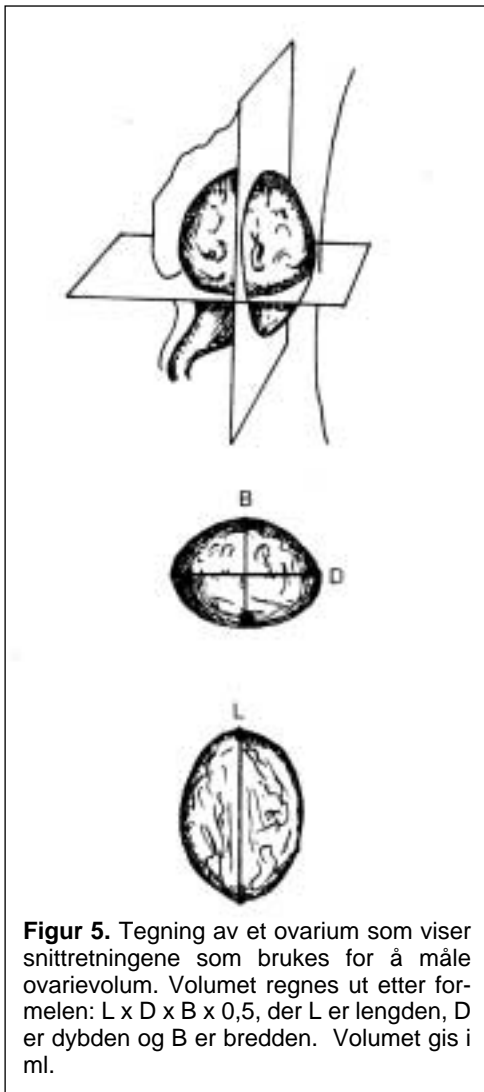 B
D
L
Figur 5. Tegning av et ovarium som viser
snittretningene som brukes for å måle
ovarievolum. Volumet regnes ut etter for-
melen: L x D x B x 0,5, der L er lengden, D
er dybden og B er bredden. Volumet gis i
ml.